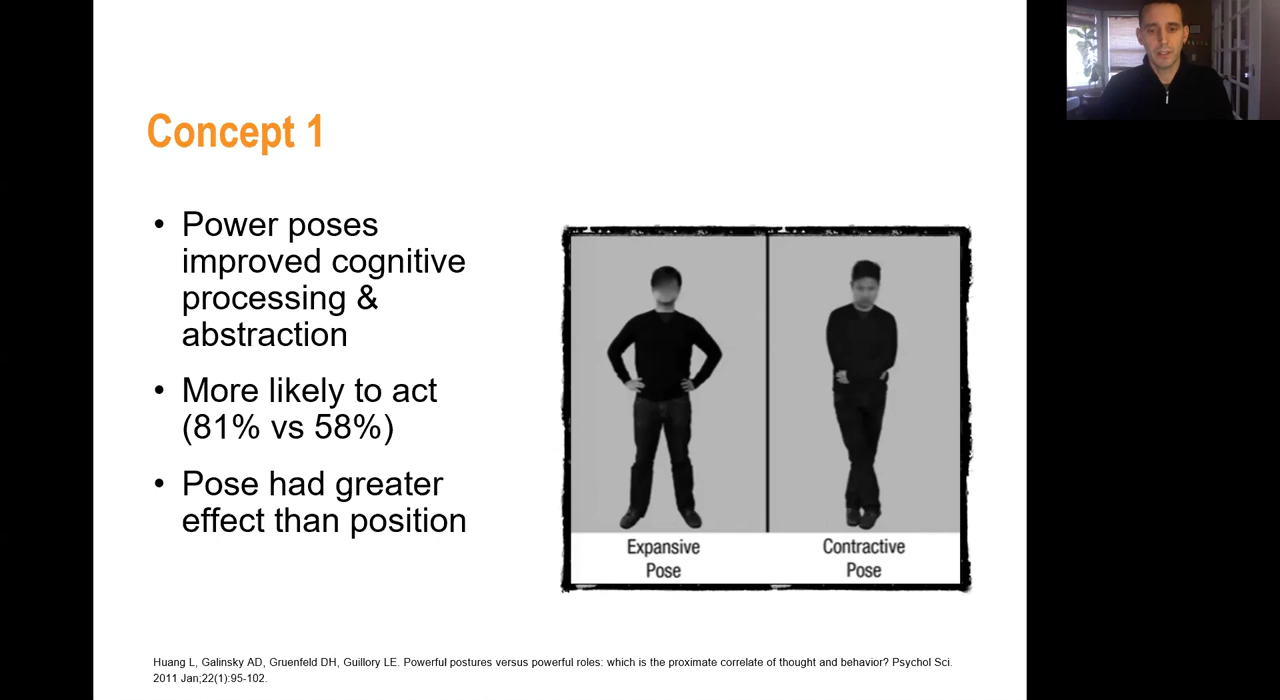 Concept 1
• Power poses
improved cognitive
processing &
abstraction
• More likely to act
(81% vs 58%)
• Pose had greater
effect than position
Expansive
Pose
Contractive
Pose
Huang L, Galinsky AD, Gruenfeld DH, Guillory LE. Powerful postures versus powerful roles: which is the proximate correlate of thought and behavior? Psychol Sci.
2011 Jan;22(1):95-102.